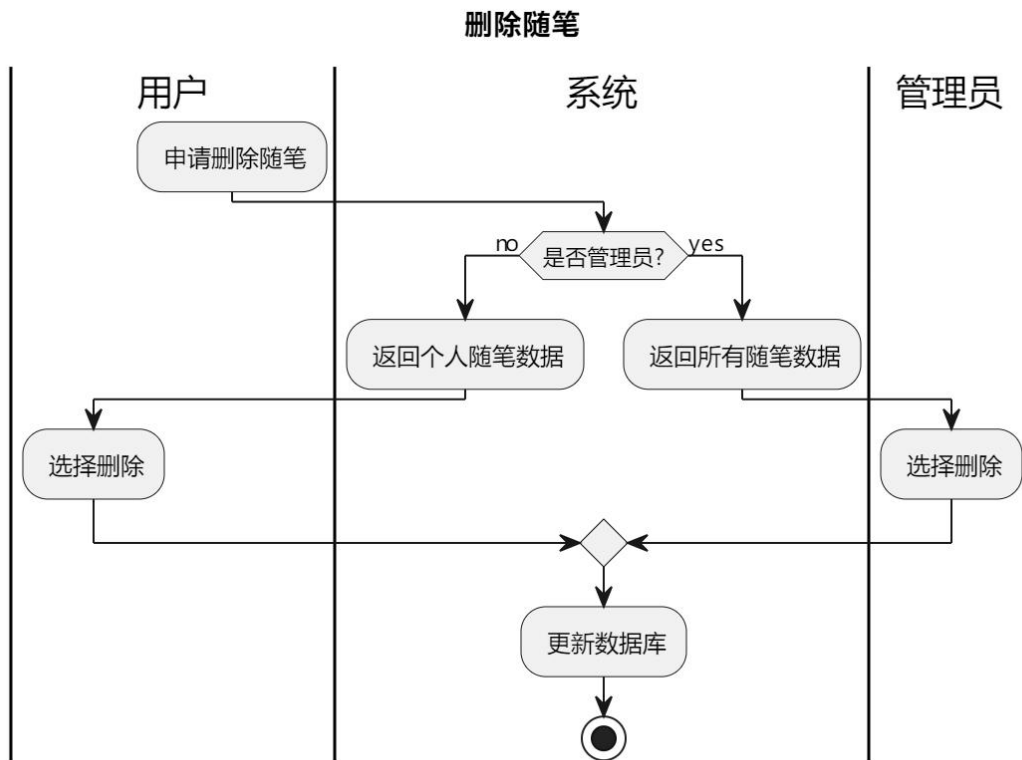 删除随笔
用户
系统
管理员
申请删除随笔
no
是否管理员?
yes
返回个人随笔数据
返回所有随笔数据
选择删除
选择删除
更新数据库